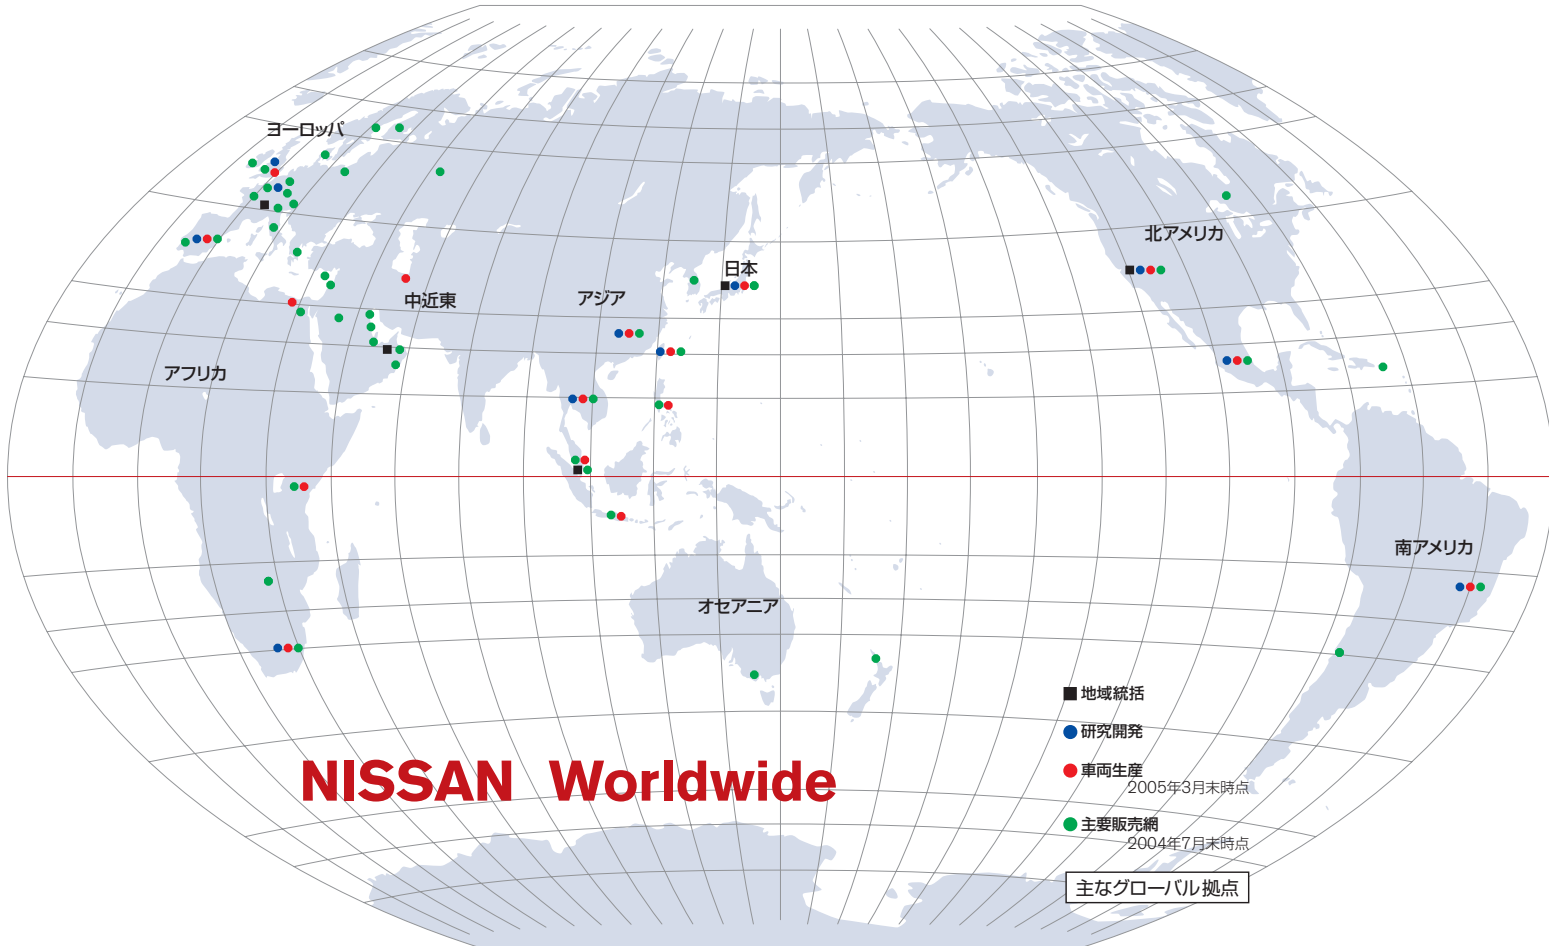 ヨーロッパ
北アメリカ
日本
アジア
中近東
アフリカ
南アメリカ
オセアニア
地域統括
研究開発
NISSAN Worldwide
車両生産
2005年3月末時点
主要販売網
2004年7月末時点
主なグローバル拠点